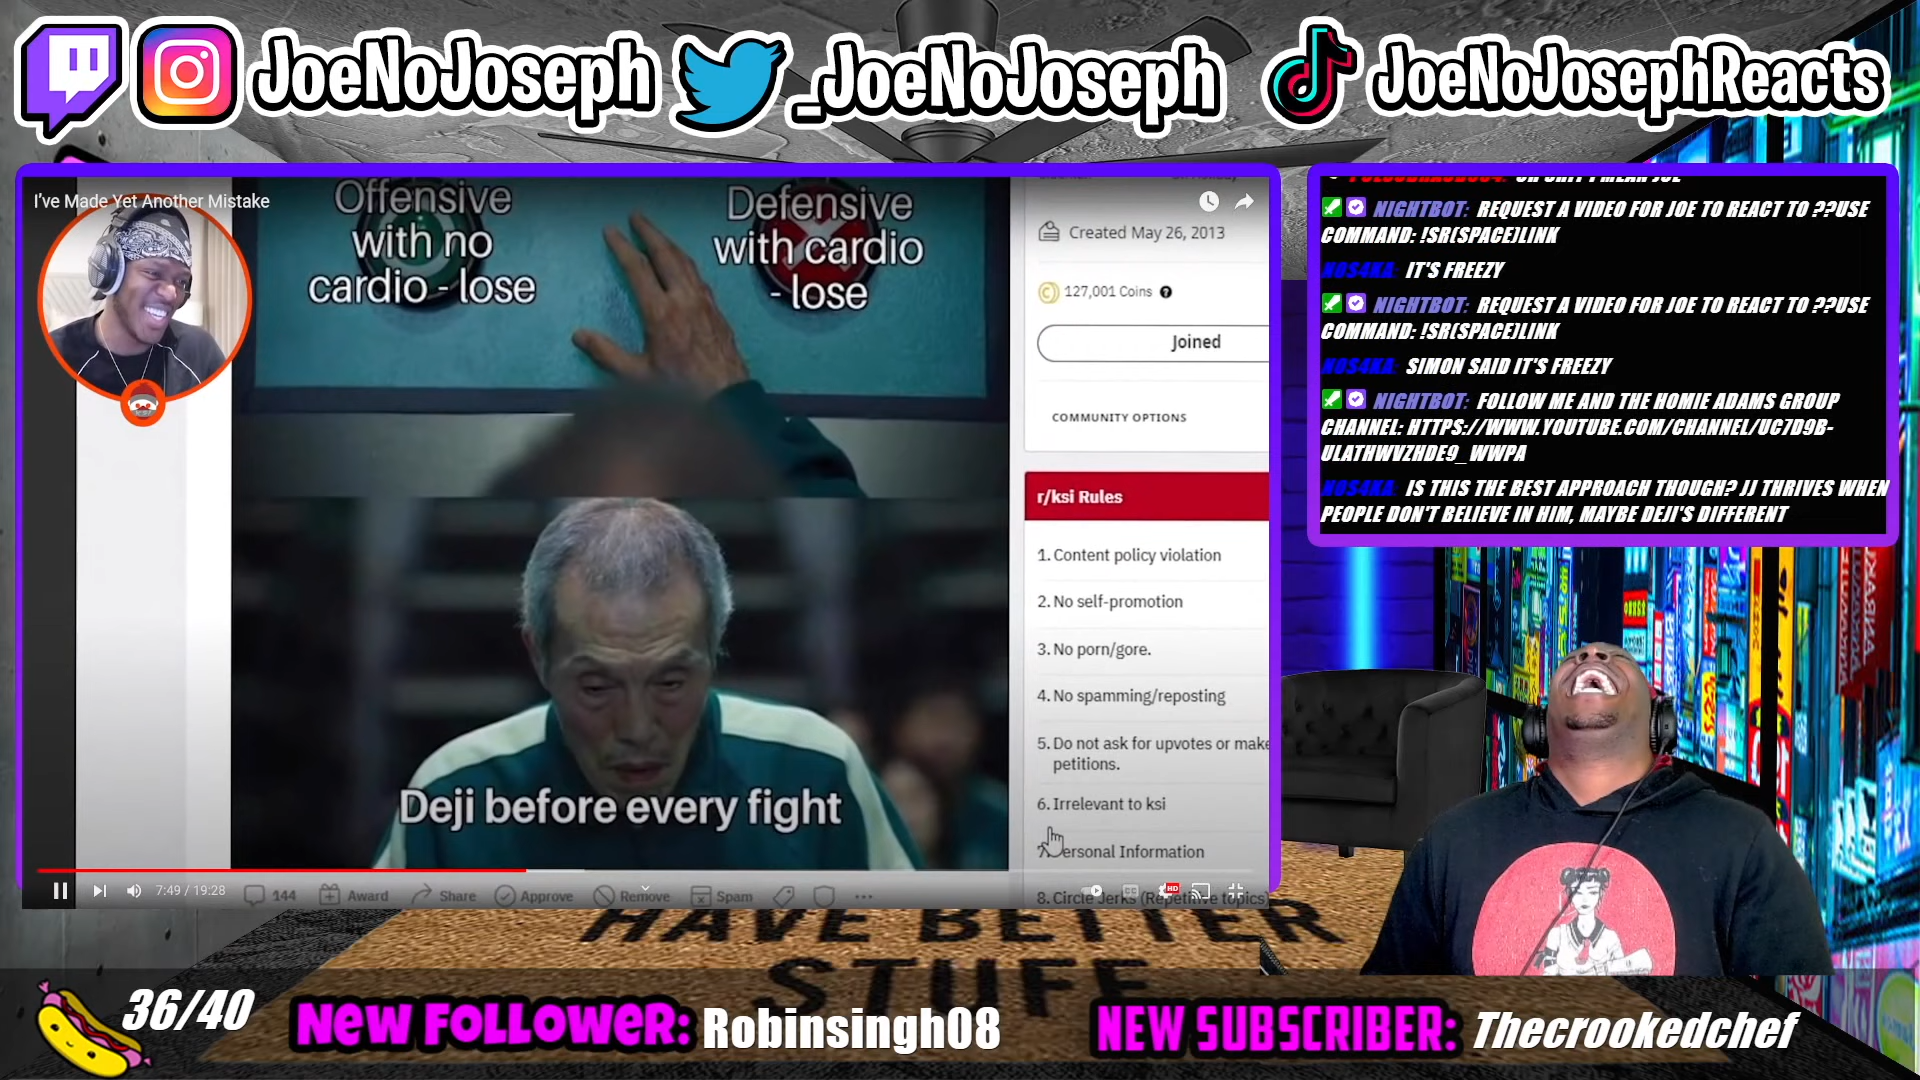 JoeNoJoseph
_JoeNoJoseph
JoeNoJosephReacts
I've Made Yet Another Mistake
Offensive
with no
cardio - lose
Defensive
with cardio
- lose
Deji before every fight
Created May 26, 2013
127,001 Coins
Joined
COMMUNITY OPTIONS
r/ksi Rules
1. Content policy violation
2. No self-promotion
3. No porn/gore.
4. No spamming/reposting
5. Do not ask for upvotes or make
petitions.
6. Irrelevant to ksi
Personal Information
8. Circle Jerks (Repetitive topics)
7:49 / 19:28
144
Award
Share
Approve
Remove
Spam
HD
NIGHTBOT: REQUEST A VIDEO FOR JOE TO REACT TO ??USE
COMMAND: !SR(SPACE)LINK
NOS4KA: IT'S FREEZY
NIGHTBOT: REQUEST A VIDEO FOR JOE TO REACT TO ??USE
COMMAND: !SR(SPACE)LINK
NOS4KA: SIMON SAID IT'S FREEZY
NIGHTBOT: FOLLOW ME AND THE HOMIE ADAMS GROUP
CHANNEL: HTTPS://WWW.YOUTUBE.COM/CHANNEL/UC7D9B-
ULATHWVZHDE9_WWPA
NOS4KA: IS THIS THE BEST APPROACH THOUGH? JJ THRIVES WHEN
PEOPLE DON'T BELIEVE IN HIM, MAYBE DEJI'S DIFFERENT
HAVE BETTER
STUFF
36/40
NEW FOLLOWER: Robinsingh08
NEW SUBSCRIBER: Thecrookedchef